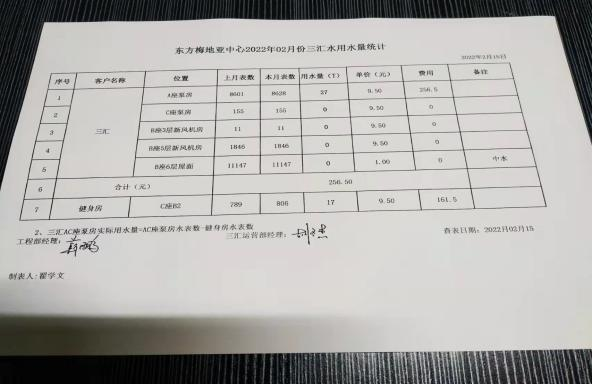 东方梅地亚中心2022年02月份三汇水用水量统计
2022年2月15日
序号 客户名称 位置 上月表数 本月表数 用水量（T） 单价（元） 费用 备注
1 三汇 A座泵房 8601 8628 27 9.50 256.5
2 C座泵房 155 155 0 9.50 0
3 B座3层新风机房 11 11 0 9.50 0
4 B座5层新风机房 1846 1846 0 9.50 0
5 B座6层屋面 11147 11147 0 1.00 0 中水
6 合计（元） 256.50
7 健身房 C座B2 789 806 17 9.50 161.5
2、三汇AC座泵房实际用水量=AC座泵房水表数-健身房水表数
工程部经理： 三汇运营部经理： 查表日期：2022年02月15
制表人：翟学文